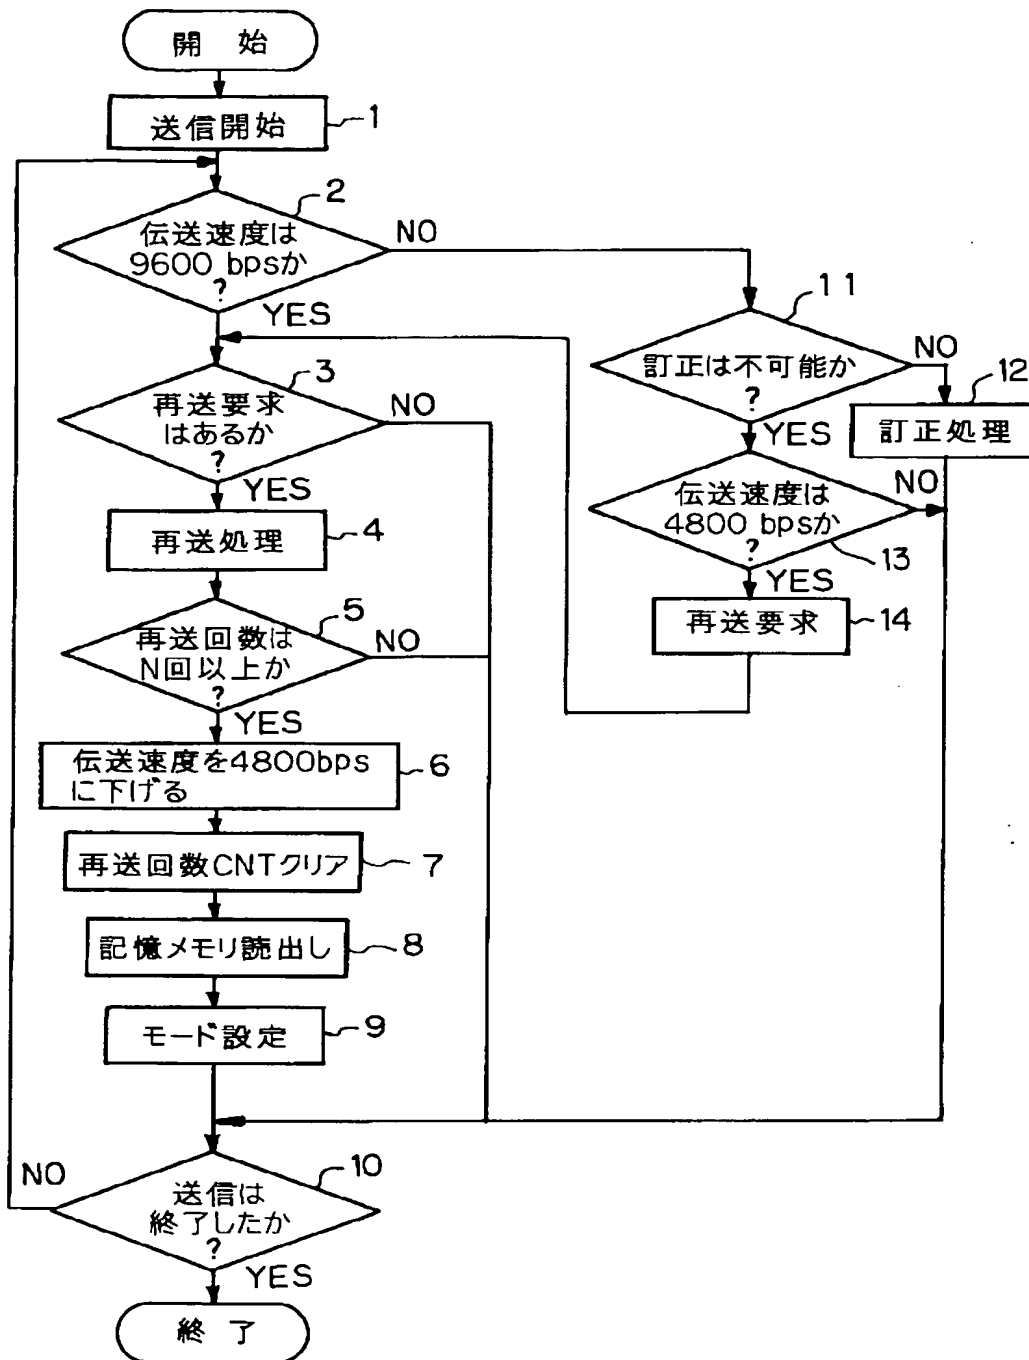 開始
送信開始
1
伝送速度は
9600 bpsか
?
2
NO
YES
再送要求
はあるか
?
3
NO
YES
再送処理
4
再送回数は
N回以上か
?
5
NO
YES
伝送速度を4800bps
に下げる
6
再送回数CNTクリア
7
記憶メモリ読出し
8
モード設定
9
送信は
終了したか
?
10
NO
YES
終了
訂正は不可能か
?
11
NO
YES
訂正処理
12
伝送速度は
4800 bpsか
?
13
NO
YES
再送要求
14